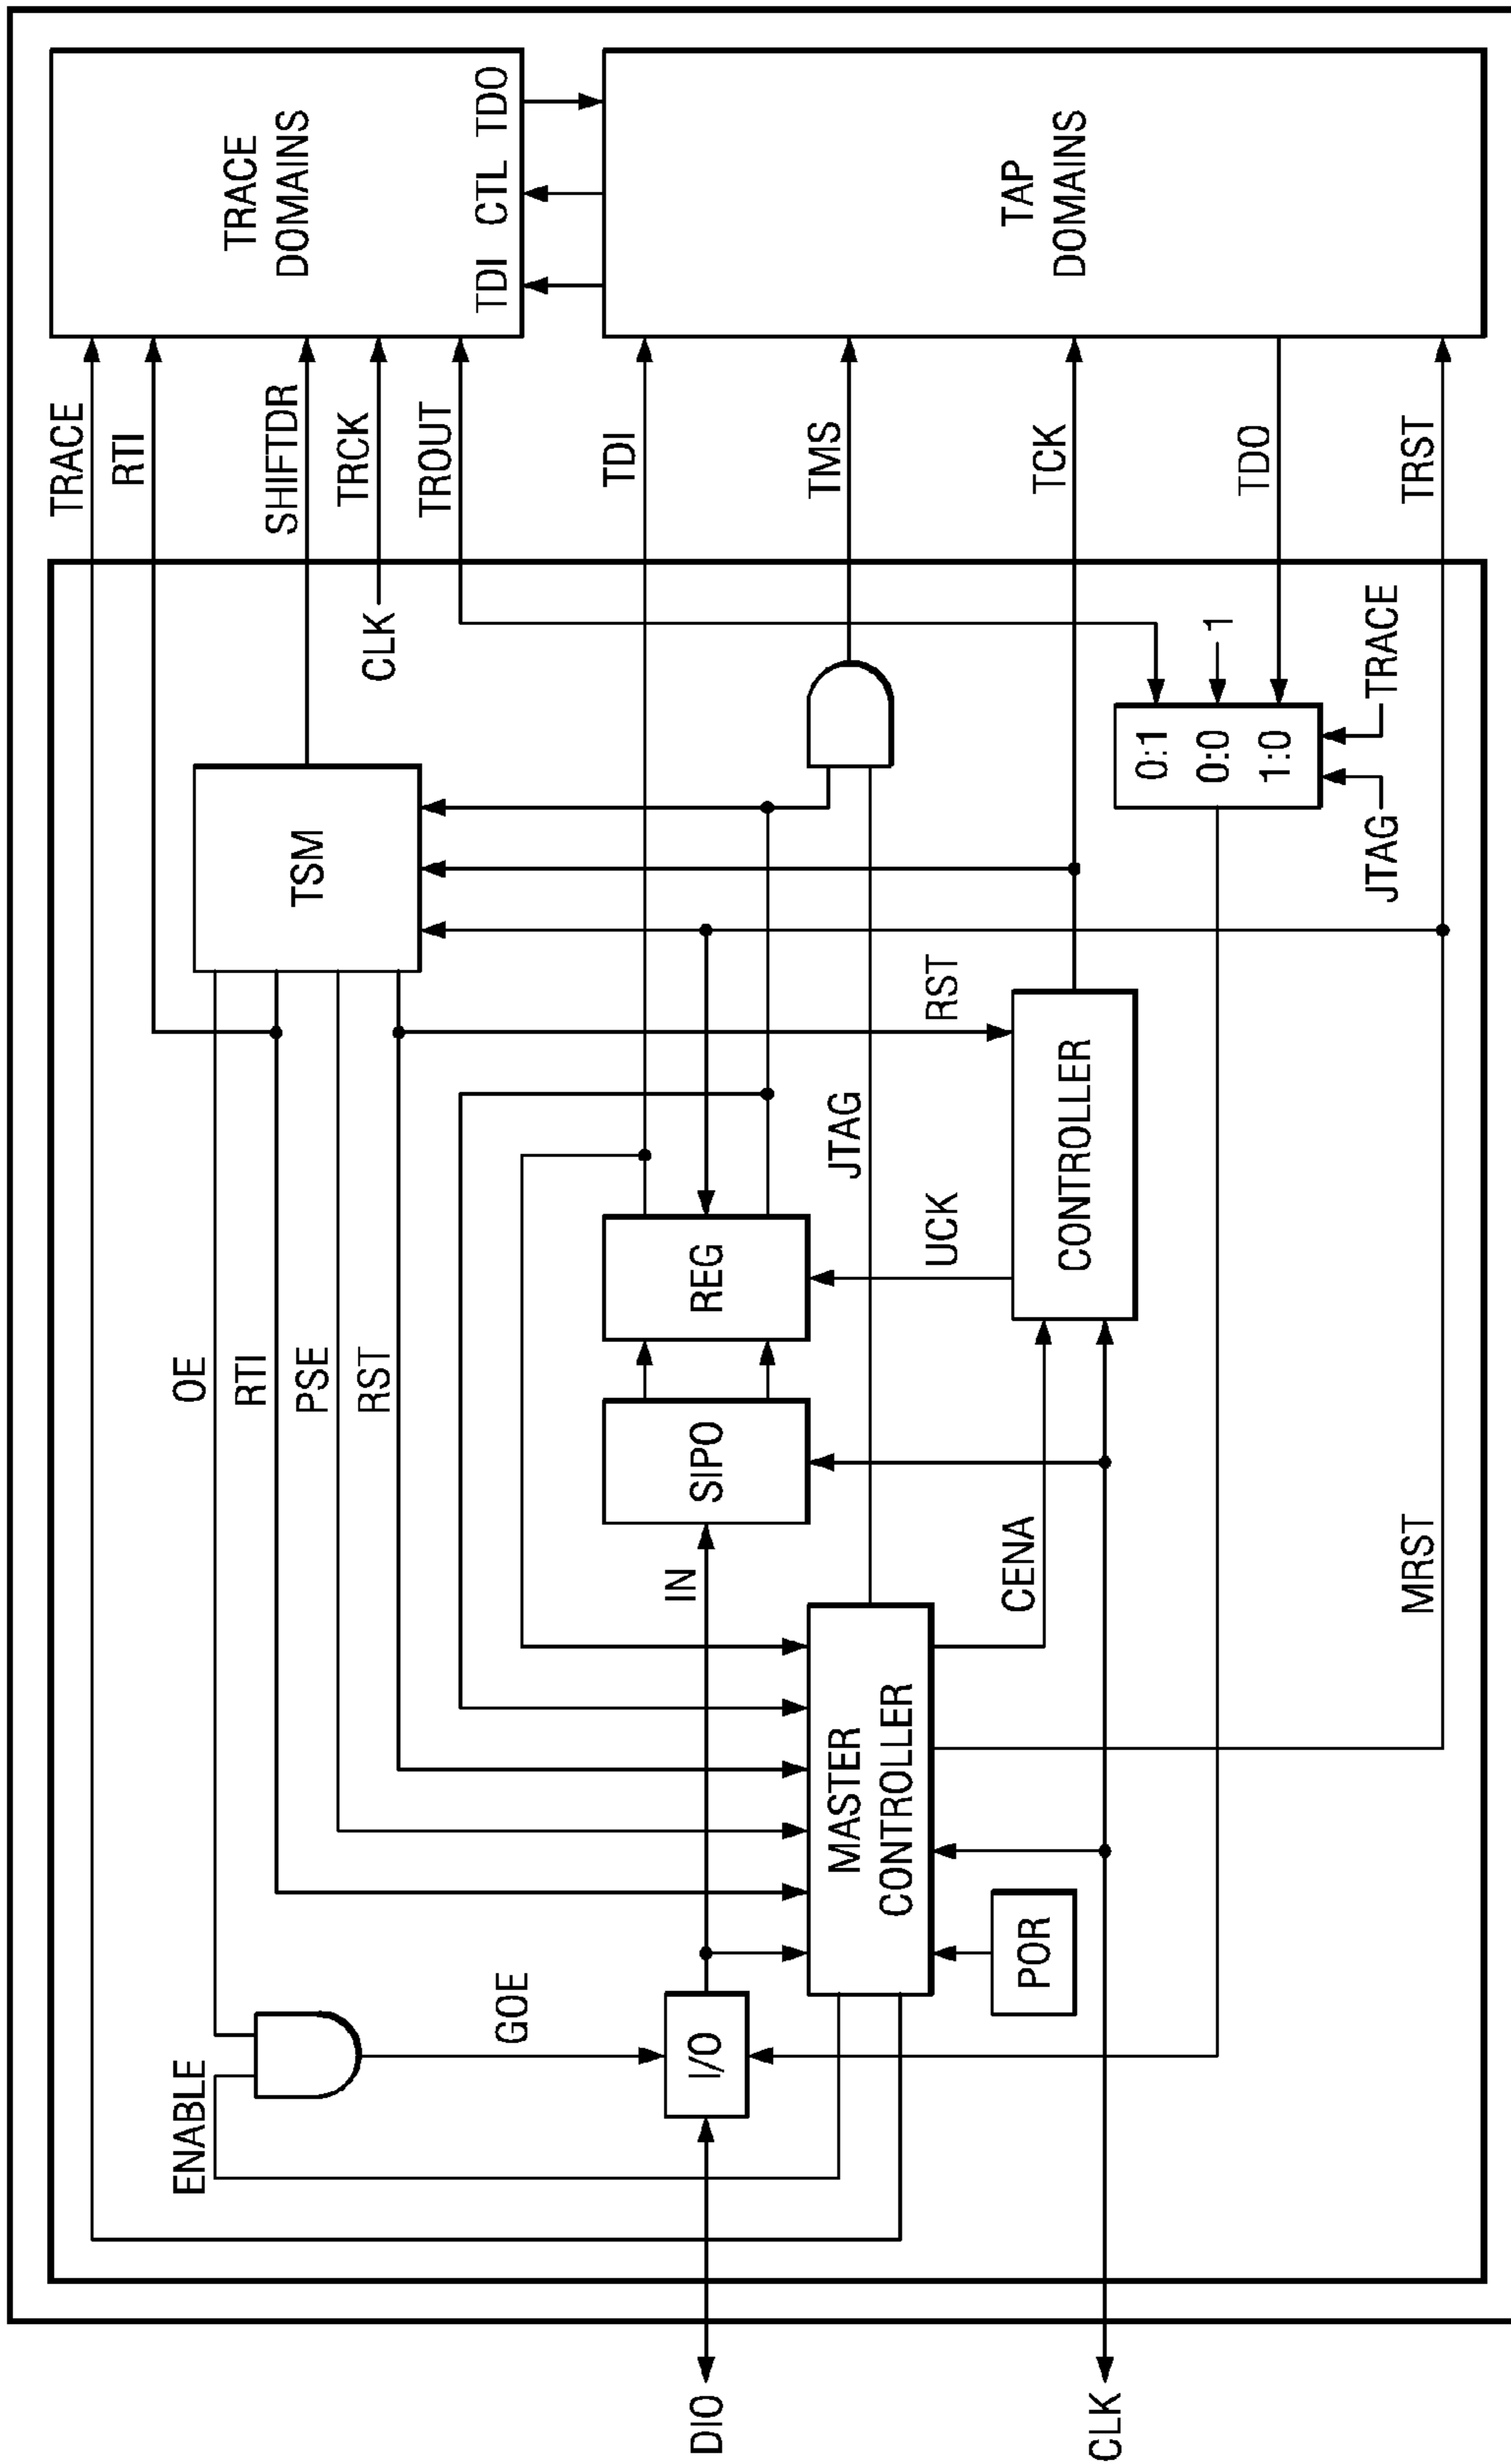 TRACE
DOMAINS
TDI CTL TDO
TAP
DOMAINS
TRACE
RTI
SHIFTDR
TRCK
TROUT
TDI
TMS
TCK
TDO
TRST
CLK
TSM
0:1
0:0
1:0
1
TRACE
JTAG
OE
RTI
PSE
RST
RST
JTAG
REG
UCK
CONTROLLER
SIPO
IN
CENA
MRST
MASTER
CONTROLLER
POR
ENABLE
GOE
I/O
DIO
CLK